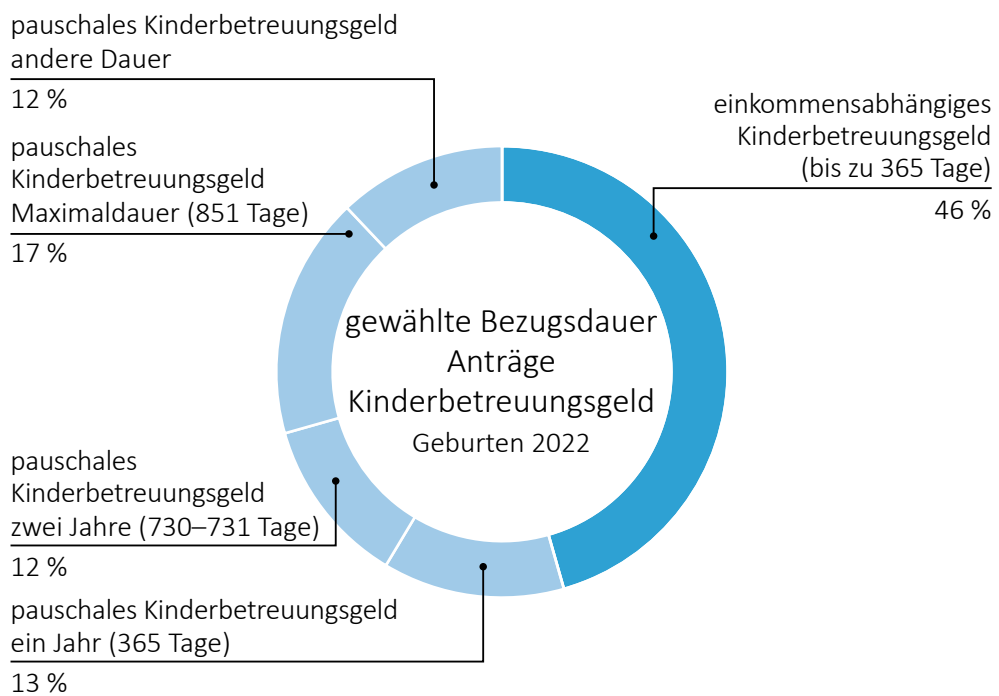 pauschales Kinderbetreuungsgeld
andere Dauer
12 %
pauschales
Kinderbetreuungsgeld
Maximaldauer (851 Tage)
17 %
einkommensabhängiges
Kinderbetreuungsgeld
(bis zu 365 Tage)
46 %
gewählte Bezugsdauer
Anträge
Kinderbetreuungsgeld
Geburten 2022
pauschales
Kinderbetreuungsgeld
zwei Jahre (730–731 Tage)
12 %
pauschales Kinderbetreuungsgeld
ein Jahr (365 Tage)
13 %